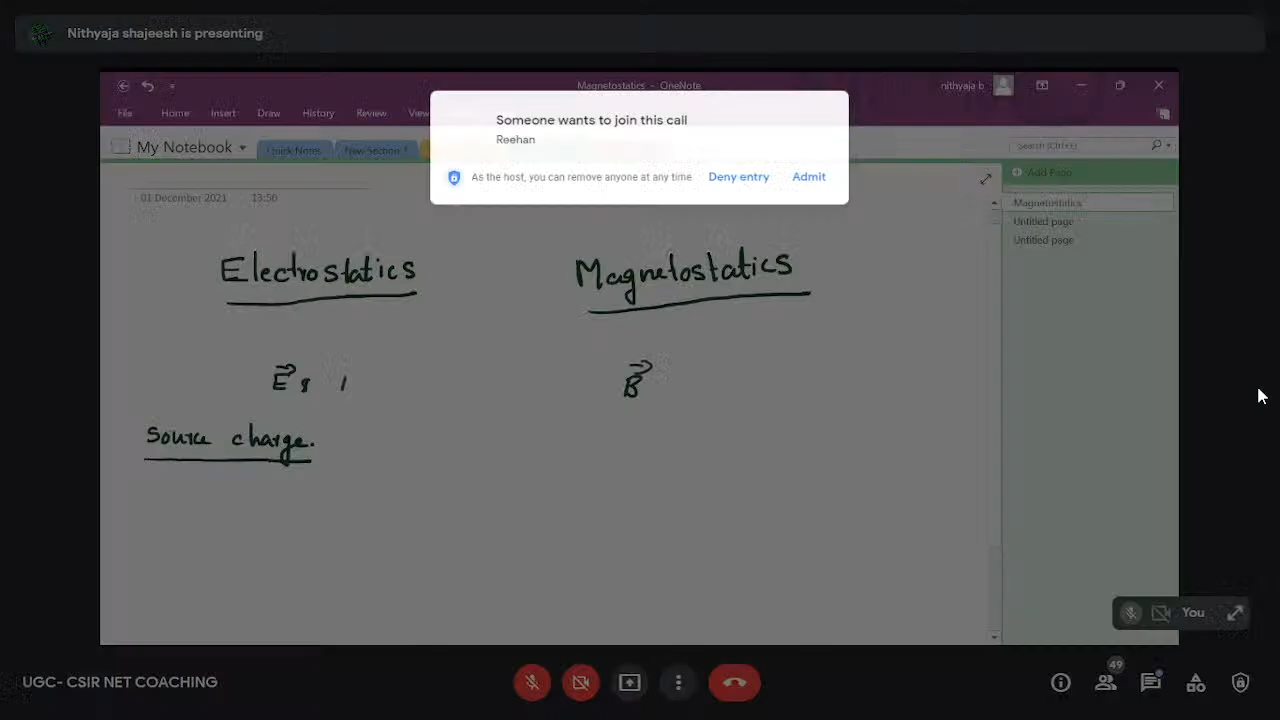 Nithyaja shajeesh is presenting
Magnetostatics - OneNote
nithyaja b
File Home Insert Draw History Review View
Someone wants to join this call
Reehan
As the host, you can remove anyone at any time
Deny entry Admit
My Notebook
Quick Notes New Section 1
Search (Ctrl+E)
Add Page
01 December 2021 13:56
Magnetostatics
Untitled page
Untitled page
Electrostatics Magnetostatics
E B
Source charge.
You
UGC- CSIR NET COACHING
49